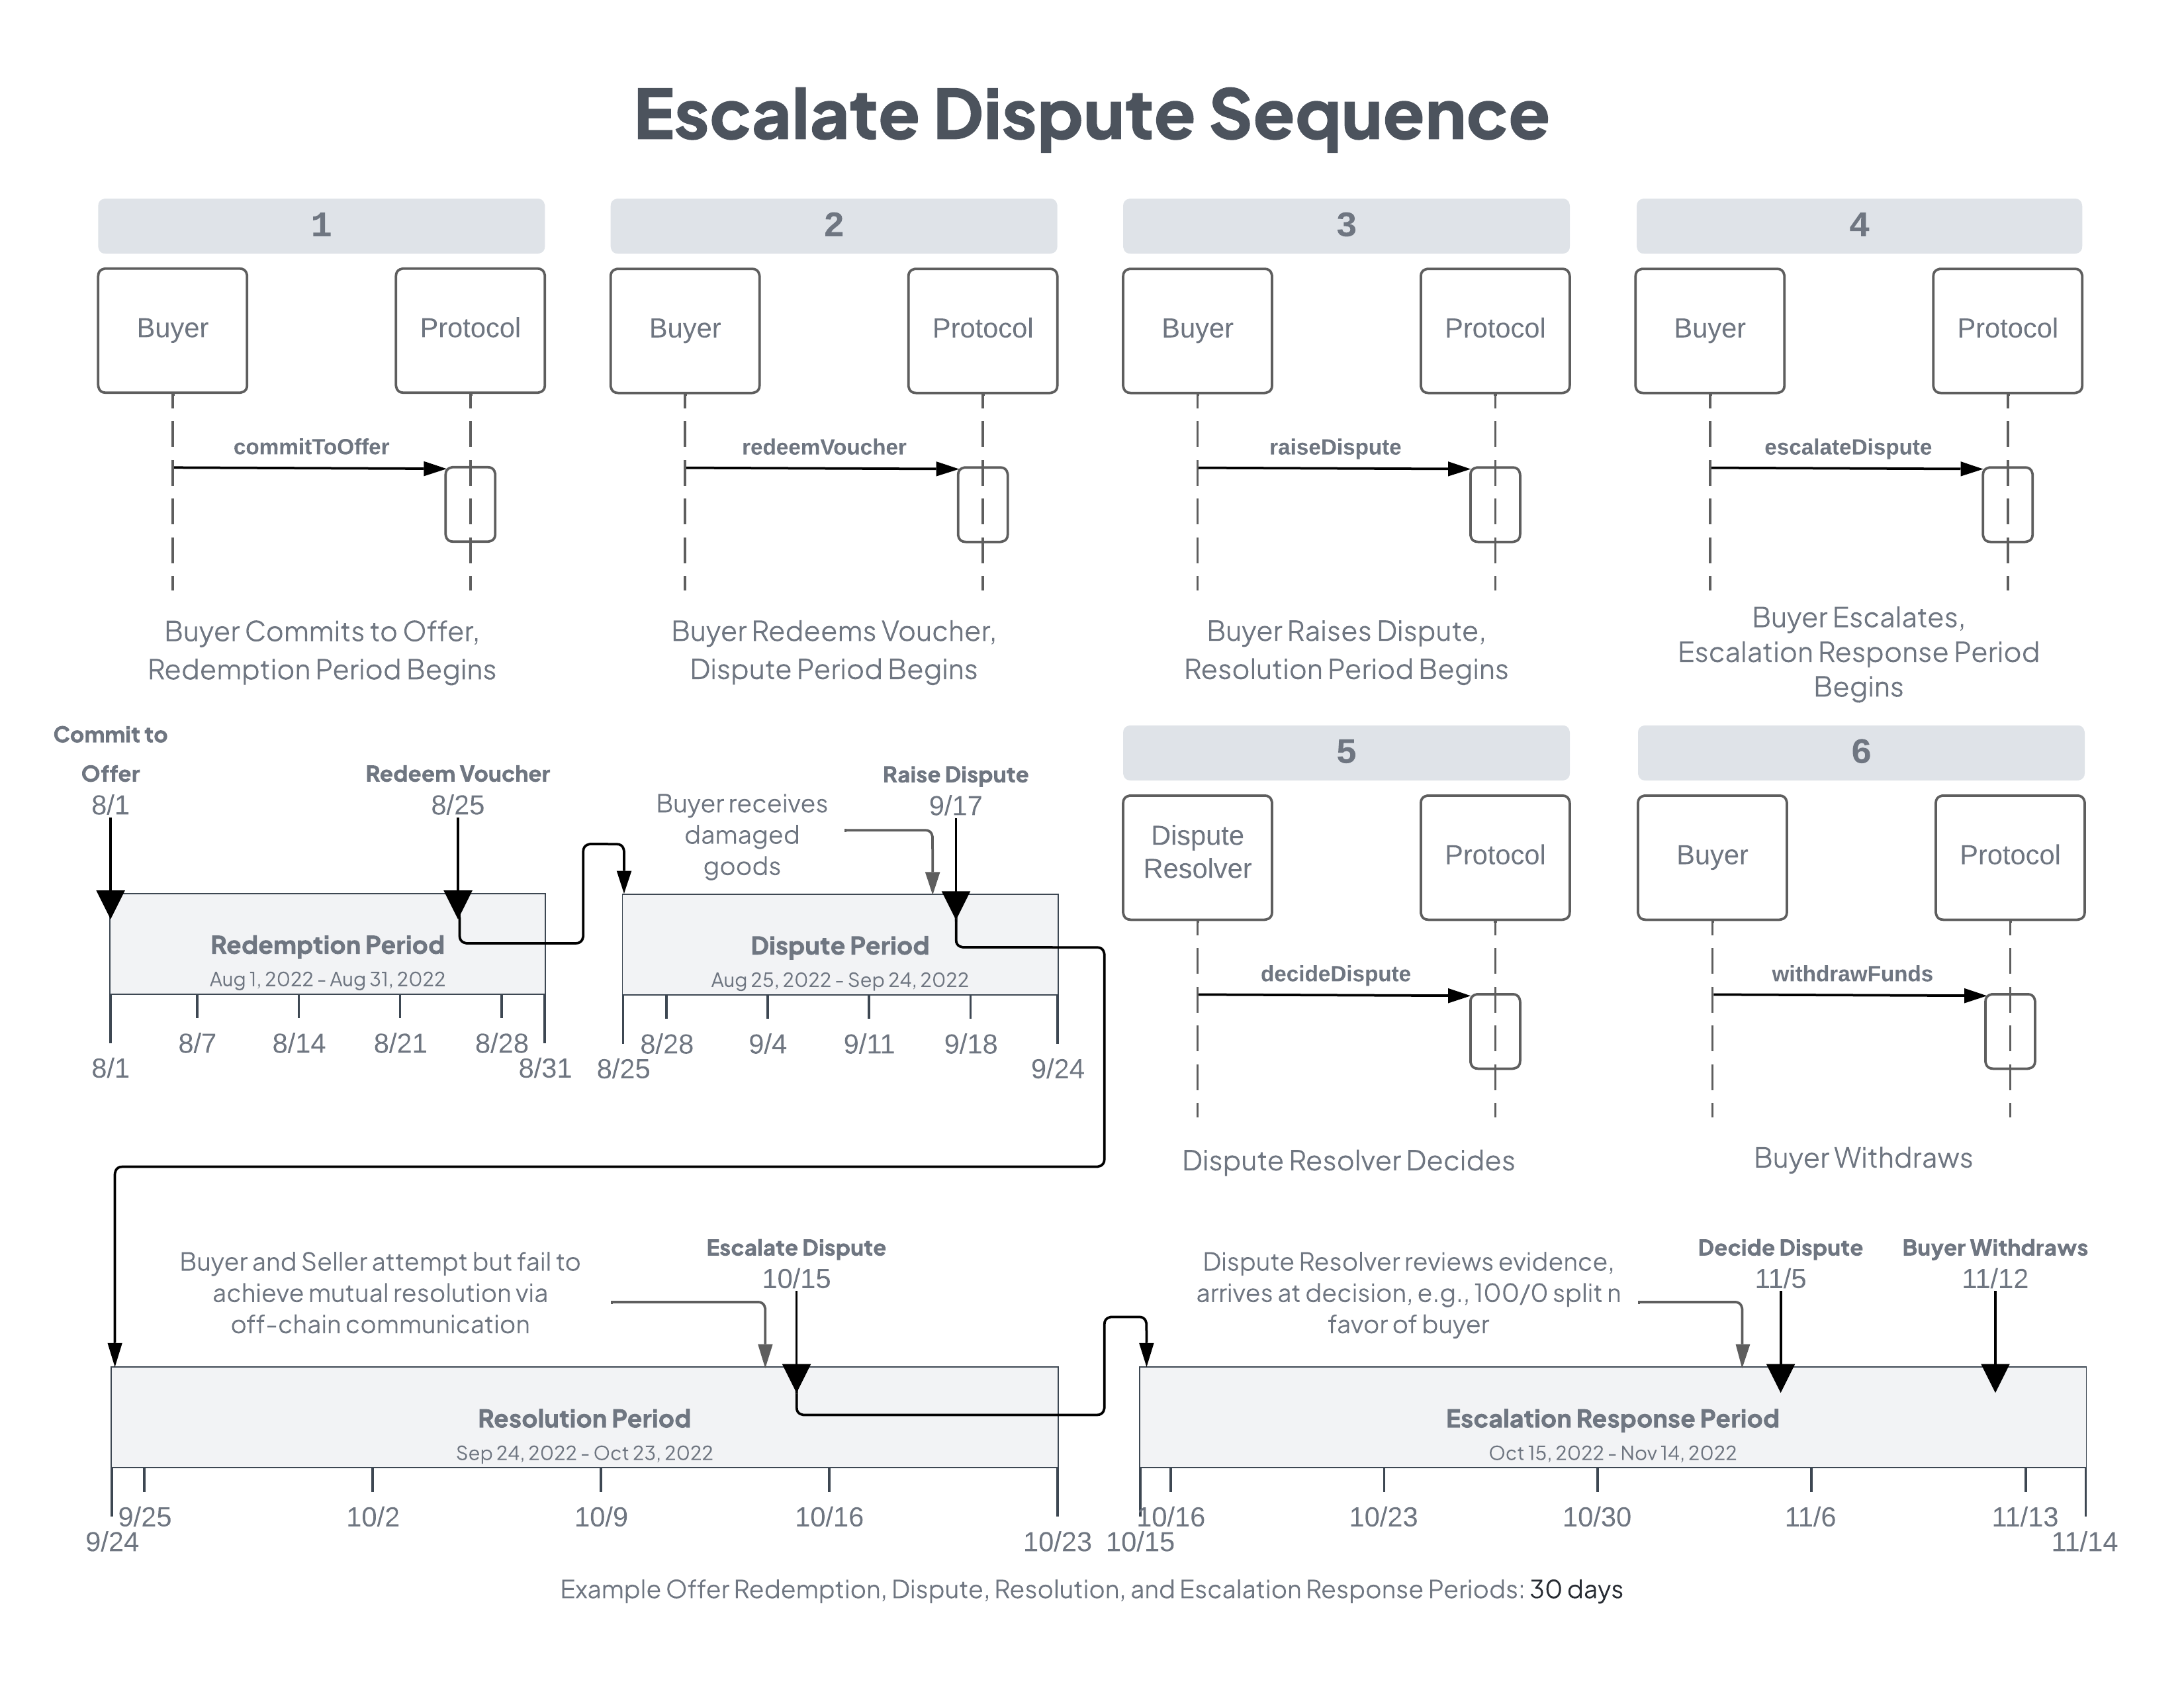 Escalate Dispute Sequence
1
2
3
4
Buyer
Protocol
Buyer
Protocol
Buyer
Protocol
Buyer
Protocol
commitToOffer
redeemVoucher
raiseDispute
escalateDispute
Buyer Commits to Offer,
Redemption Period Begins
Buyer Redeems Voucher,
Dispute Period Begins
Buyer Raises Dispute,
Resolution Period Begins
Buyer Escalates,
Escalation Response Period
Begins
Commit to
Offer
8/1
Redeem Voucher
8/25
Buyer receives
damaged
goods
Raise Dispute
9/17
Redemption Period
Aug 1, 2022 - Aug 31, 2022
8/1
8/7
8/14
8/21
8/28
8/31
Dispute Period
Aug 25, 2022 - Sep 24, 2022
8/25
8/28
9/4
9/11
9/18
9/24
5
6
Dispute
Resolver
Protocol
Buyer
Protocol
decideDispute
withdrawFunds
Dispute Resolver Decides
Buyer Withdraws
Buyer and Seller attempt but fail to
achieve mutual resolution via
off-chain communication
Escalate Dispute
10/15
Dispute Resolver reviews evidence,
arrives at decision, e.g., 100/0 split n
favor of buyer
Decide Dispute
11/5
Buyer Withdraws
11/12
Resolution Period
Sep 24, 2022 - Oct 23, 2022
9/24
9/25
10/2
10/9
10/16
10/23
Escalation Response Period
Oct 15, 2022 - Nov 14, 2022
10/15
10/16
10/23
10/30
11/6
11/13
11/14
Example Offer Redemption, Dispute, Resolution, and Escalation Response Periods: 30 days